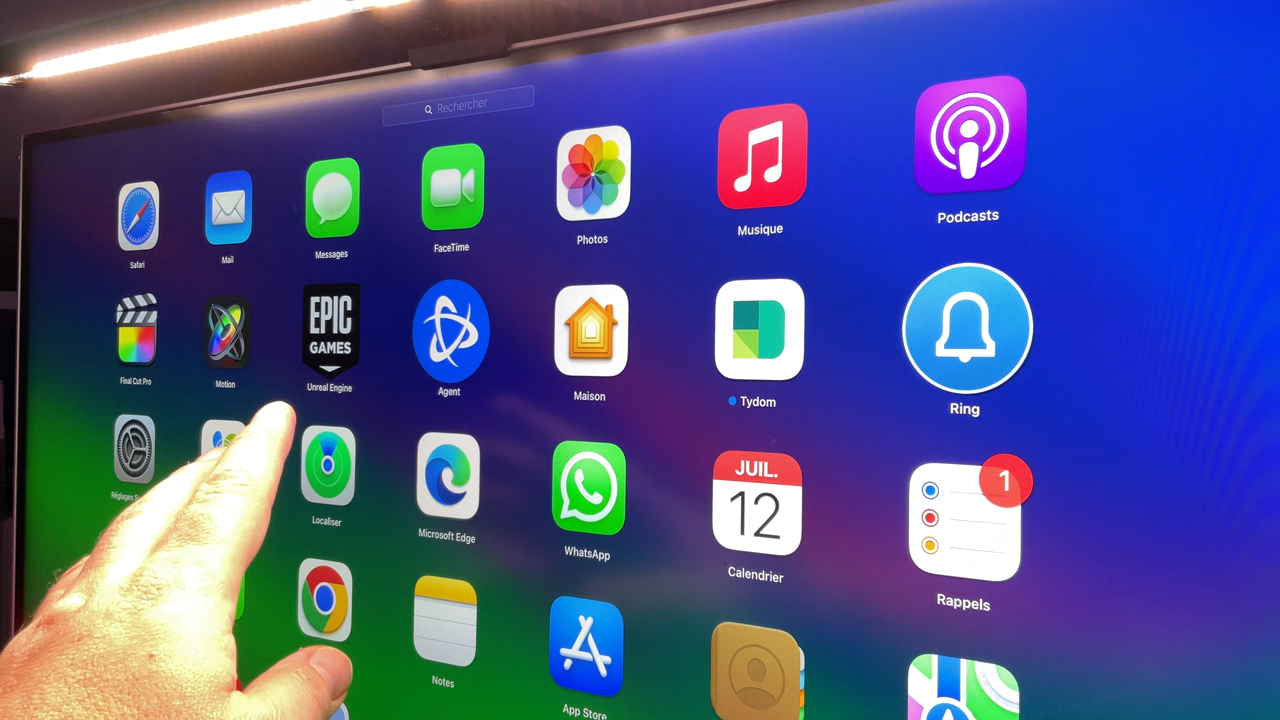 Rechercher
Safari
Mail
Messages
FaceTime
Photos
Musique
Podcasts
Final Cut Pro
Motion
EPIC
GAMES
Unreal Engine
Agent
Maison
Tydom
Ring
Réglages
Localiser
Microsoft Edge
WhatsApp
JUIL.
12
Calendrier
1
Rappels
Notes
App Store